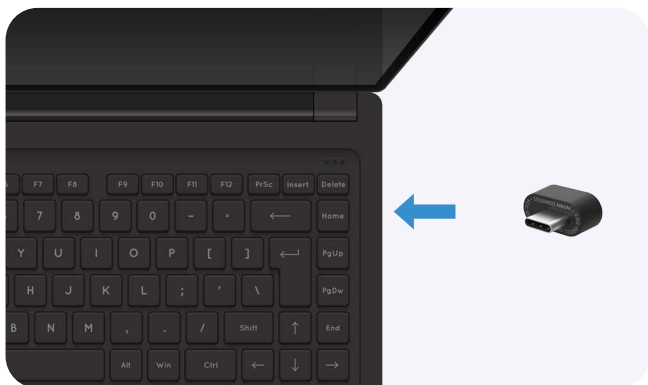 F7 F8 F9 F10 F11 F12 PrSc Insert Delete
7 8 9 0 - = ← Home
Y U I O P [ ] ↵ PgUp
H J K L ; ' \ PgDw
B N M , . / Shift ↑ End
Alt Win Ctrl ← ↓ →